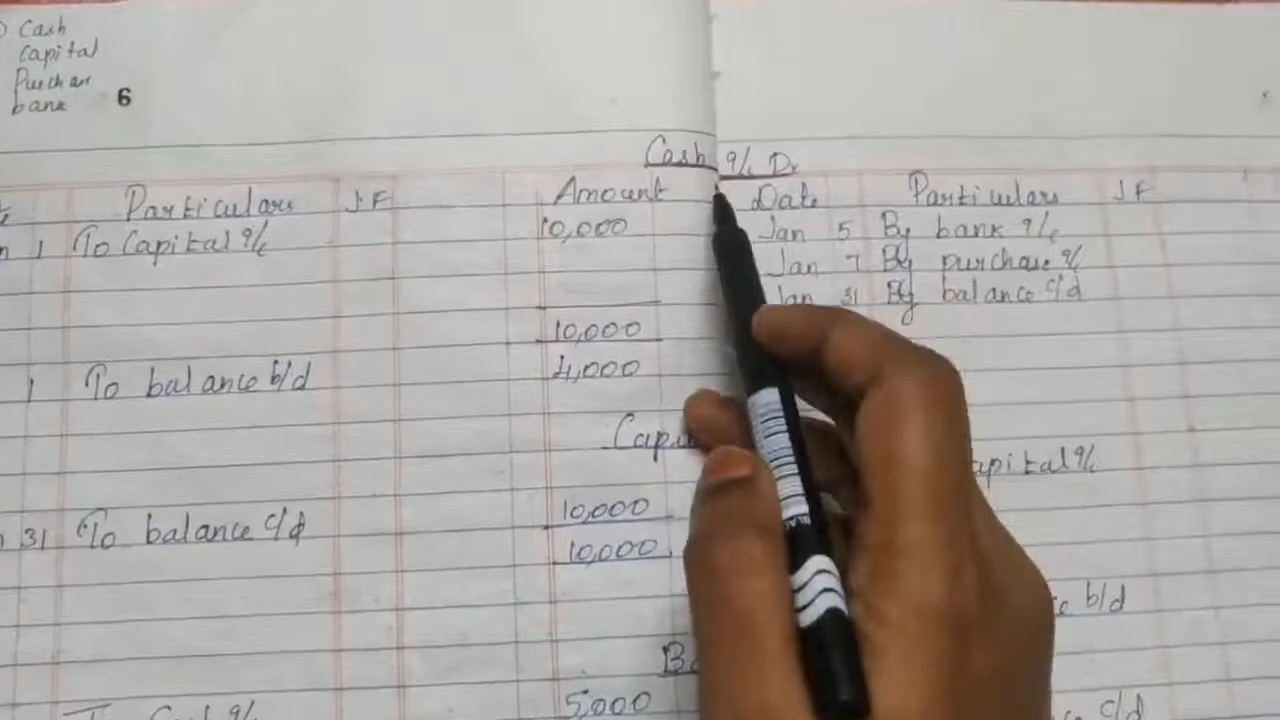 Cash
Capital
Purchase
bank
6
Cash a/c Dr
Particulars J.F Amount Date Particulars J F
1 To Capital a/c 10,000 Jan 5 By bank a/c
Jan 7 By purchase a/c
Jan 31 By balance c/d
10,000
1 To balance b/d 4,000
apital a/c
31 To balance c/d 10,000
10,000
b/d
5,000
c/d